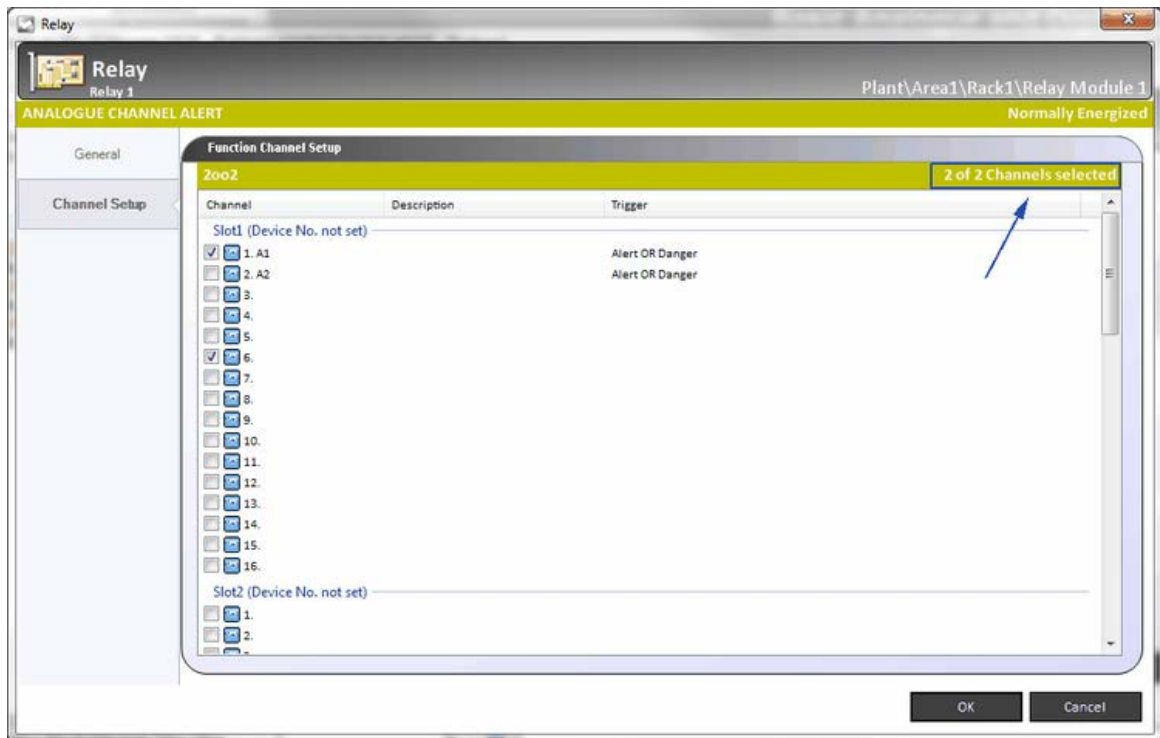 Relay
Relay
Relay 1
Plant\Area1\Rack1\Relay Module 1
ANALOGUE CHANNEL ALERT Normally Energized
General
Channel Setup
Function Channel Setup
2oo2 2 of 2 Channels selected
Channel Description Trigger
Slot1 (Device No. not set)
1. A1 Alert OR Danger
2. A2 Alert OR Danger
3.
4.
5.
6.
7.
8.
9.
10.
11.
12.
13.
14.
15.
16.
Slot2 (Device No. not set)
1.
2.
OK Cancel